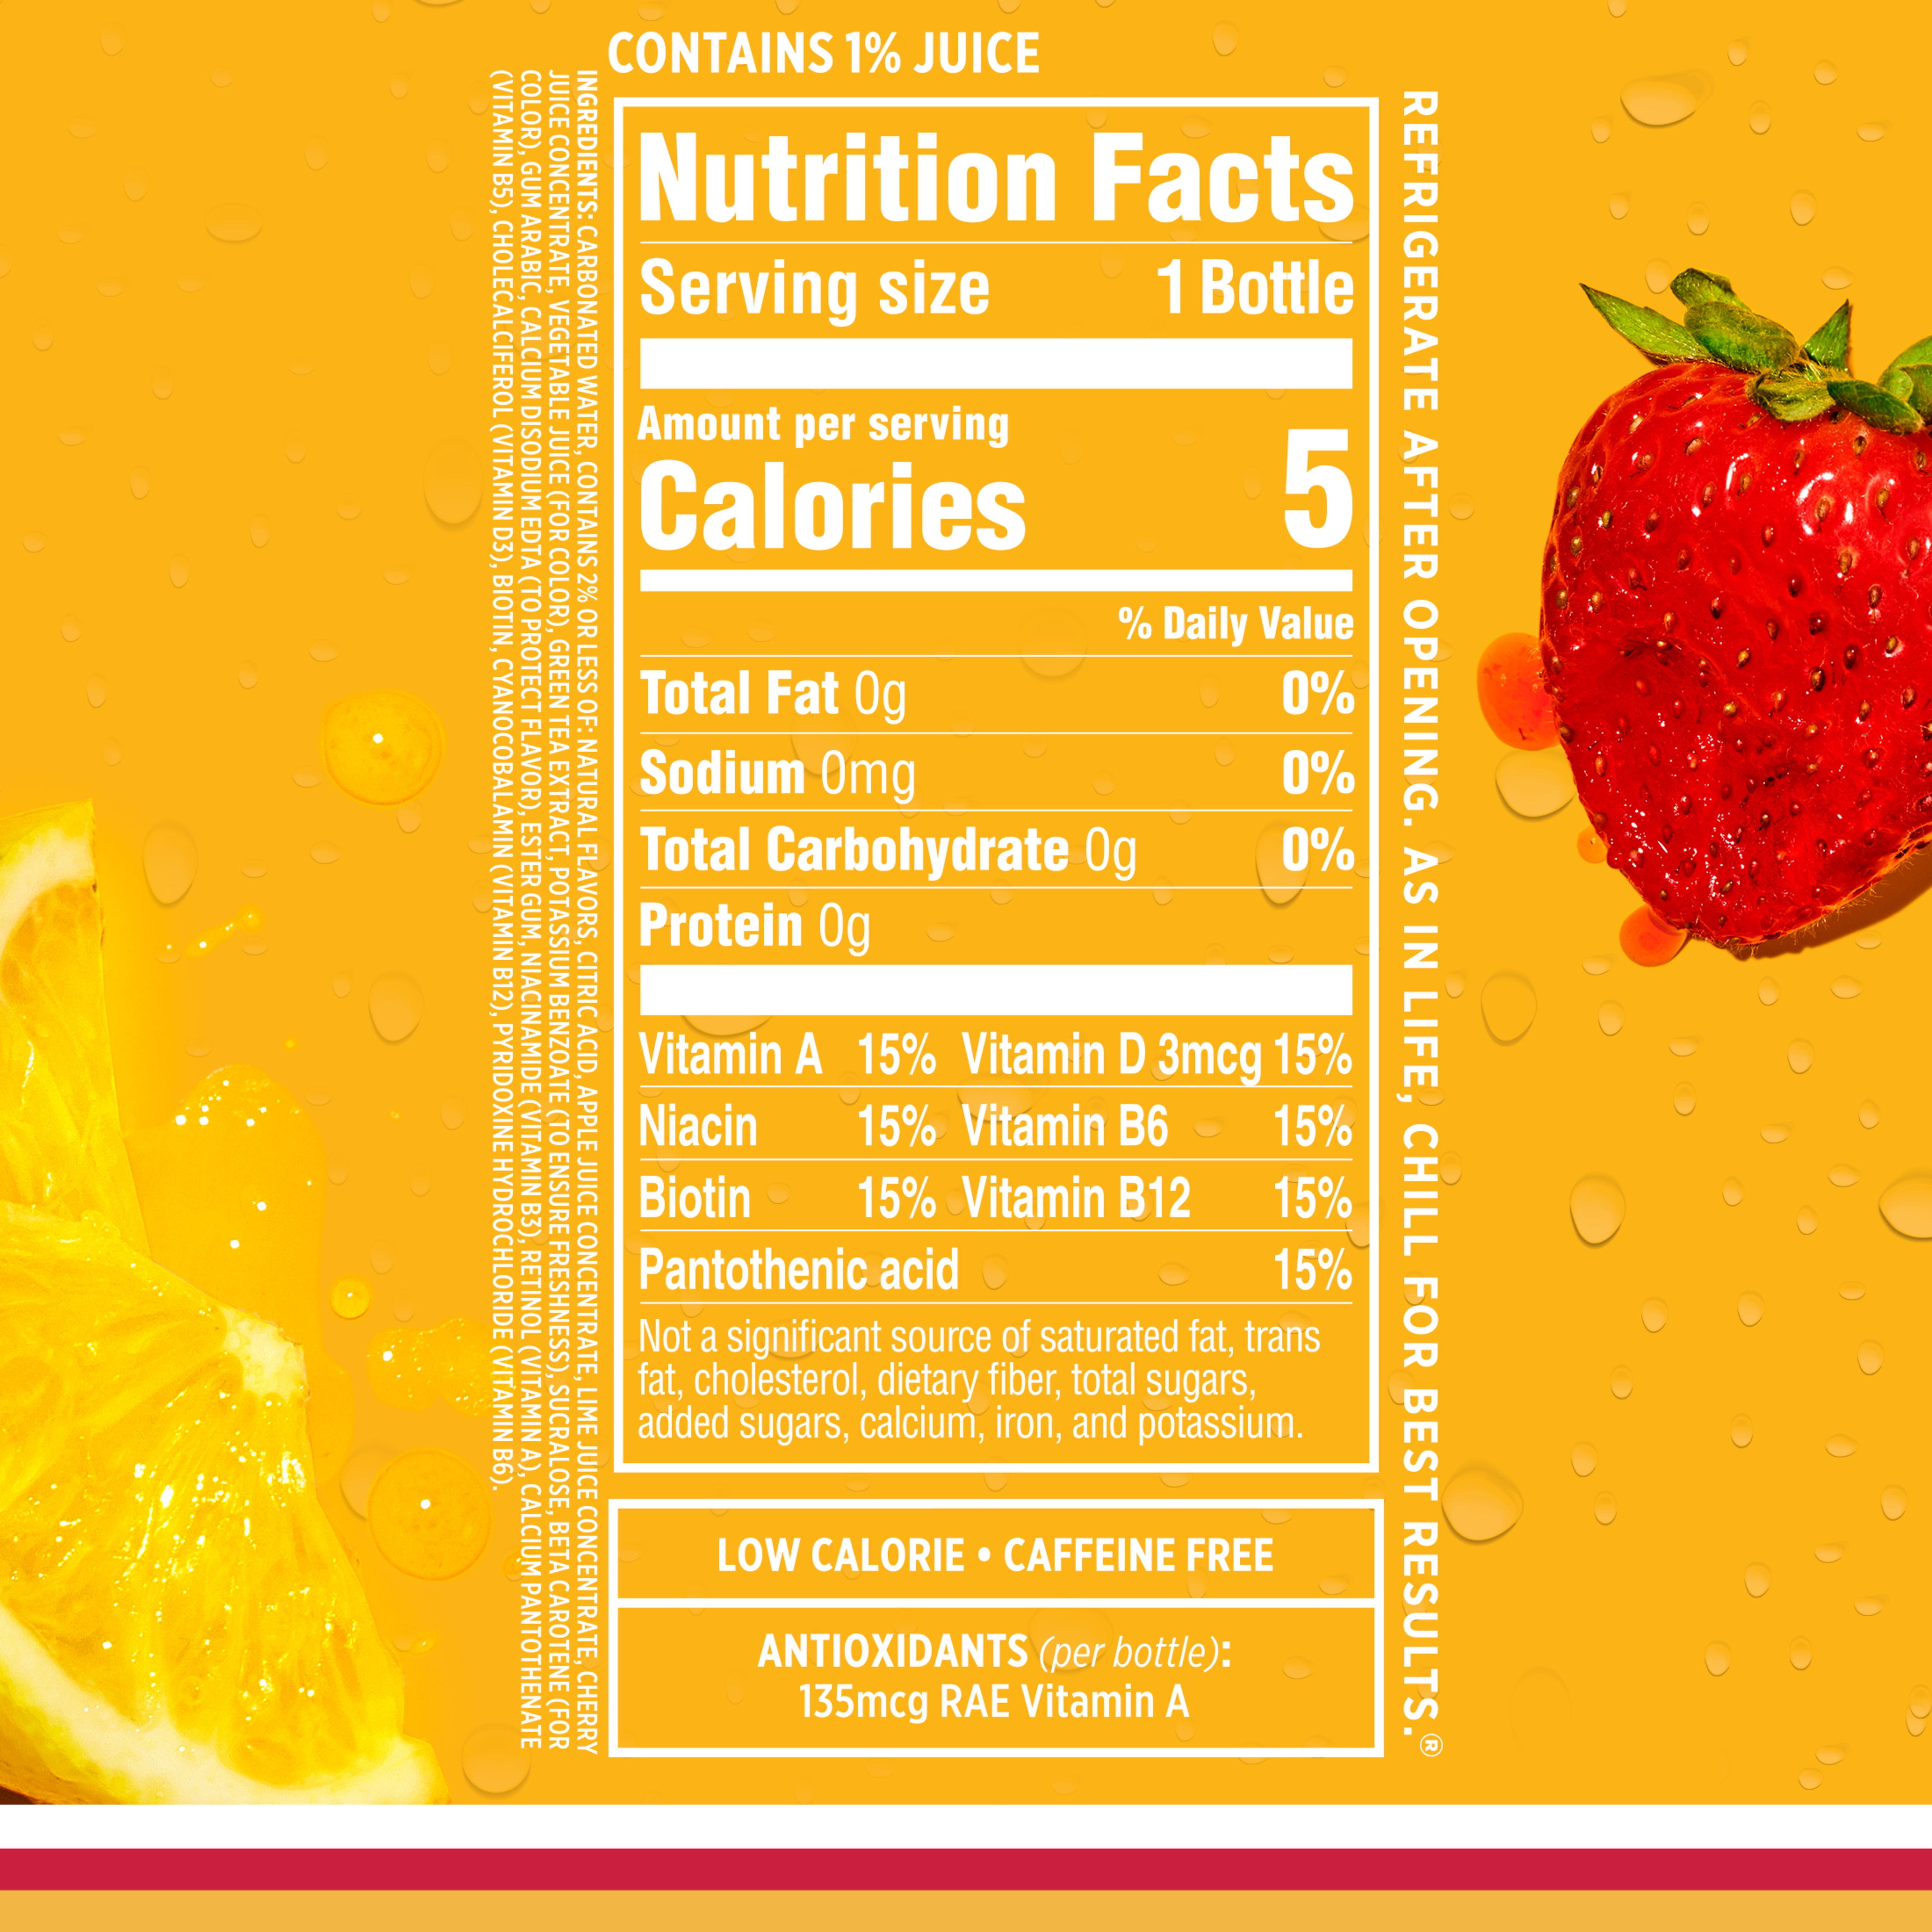 CONTAINS 1% JUICE
INGREDIENTS: CARBONATED WATER, CONTAINS 2% OR LESS OF: NATURAL FLAVORS, CITRIC ACID, APPLE JUICE CONCENTRATE, LIME JUICE CONCENTRATE, CHERRY
JUICE CONCENTRATE, VEGETABLE JUICE (FOR COLOR), GREEN TEA EXTRACT, POTASSIUM BENZOATE (TO ENSURE FRESHNESS), SUCRALOSE, BETA CAROTENE (FOR
COLOR), GUM ARABIC, CALCIUM DISODIUM EDTA (TO PROTECT FLAVOR), ESTER GUM, NIACINAMIDE (VITAMIN B3), RETINOL (VITAMIN A), CALCIUM PANTOTHENATE
(VITAMIN B5), CHOLECALCIFEROL (VITAMIN D3), BIOTIN, CYANOCOBALAMIN (VITAMIN B12), PYRIDOXINE HYDROCHLORIDE (VITAMIN B6).
Nutrition Facts
Serving size 1 Bottle
Amount per serving
Calories 5
% Daily Value
Total Fat 0g 0%
Sodium 0mg 0%
Total Carbohydrate 0g 0%
Protein 0g
Vitamin A 15% Vitamin D 3mcg 15%
Niacin 15% Vitamin B6 15%
Biotin 15% Vitamin B12 15%
Pantothenic acid 15%
Not a significant source of saturated fat, trans
fat, cholesterol, dietary fiber, total sugars,
added sugars, calcium, iron, and potassium.
LOW CALORIE • CAFFEINE FREE
ANTIOXIDANTS (per bottle):
135mcg RAE Vitamin A
REFRIGERATE AFTER OPENING. AS IN LIFE, CHILL FOR BEST RESULTS.®